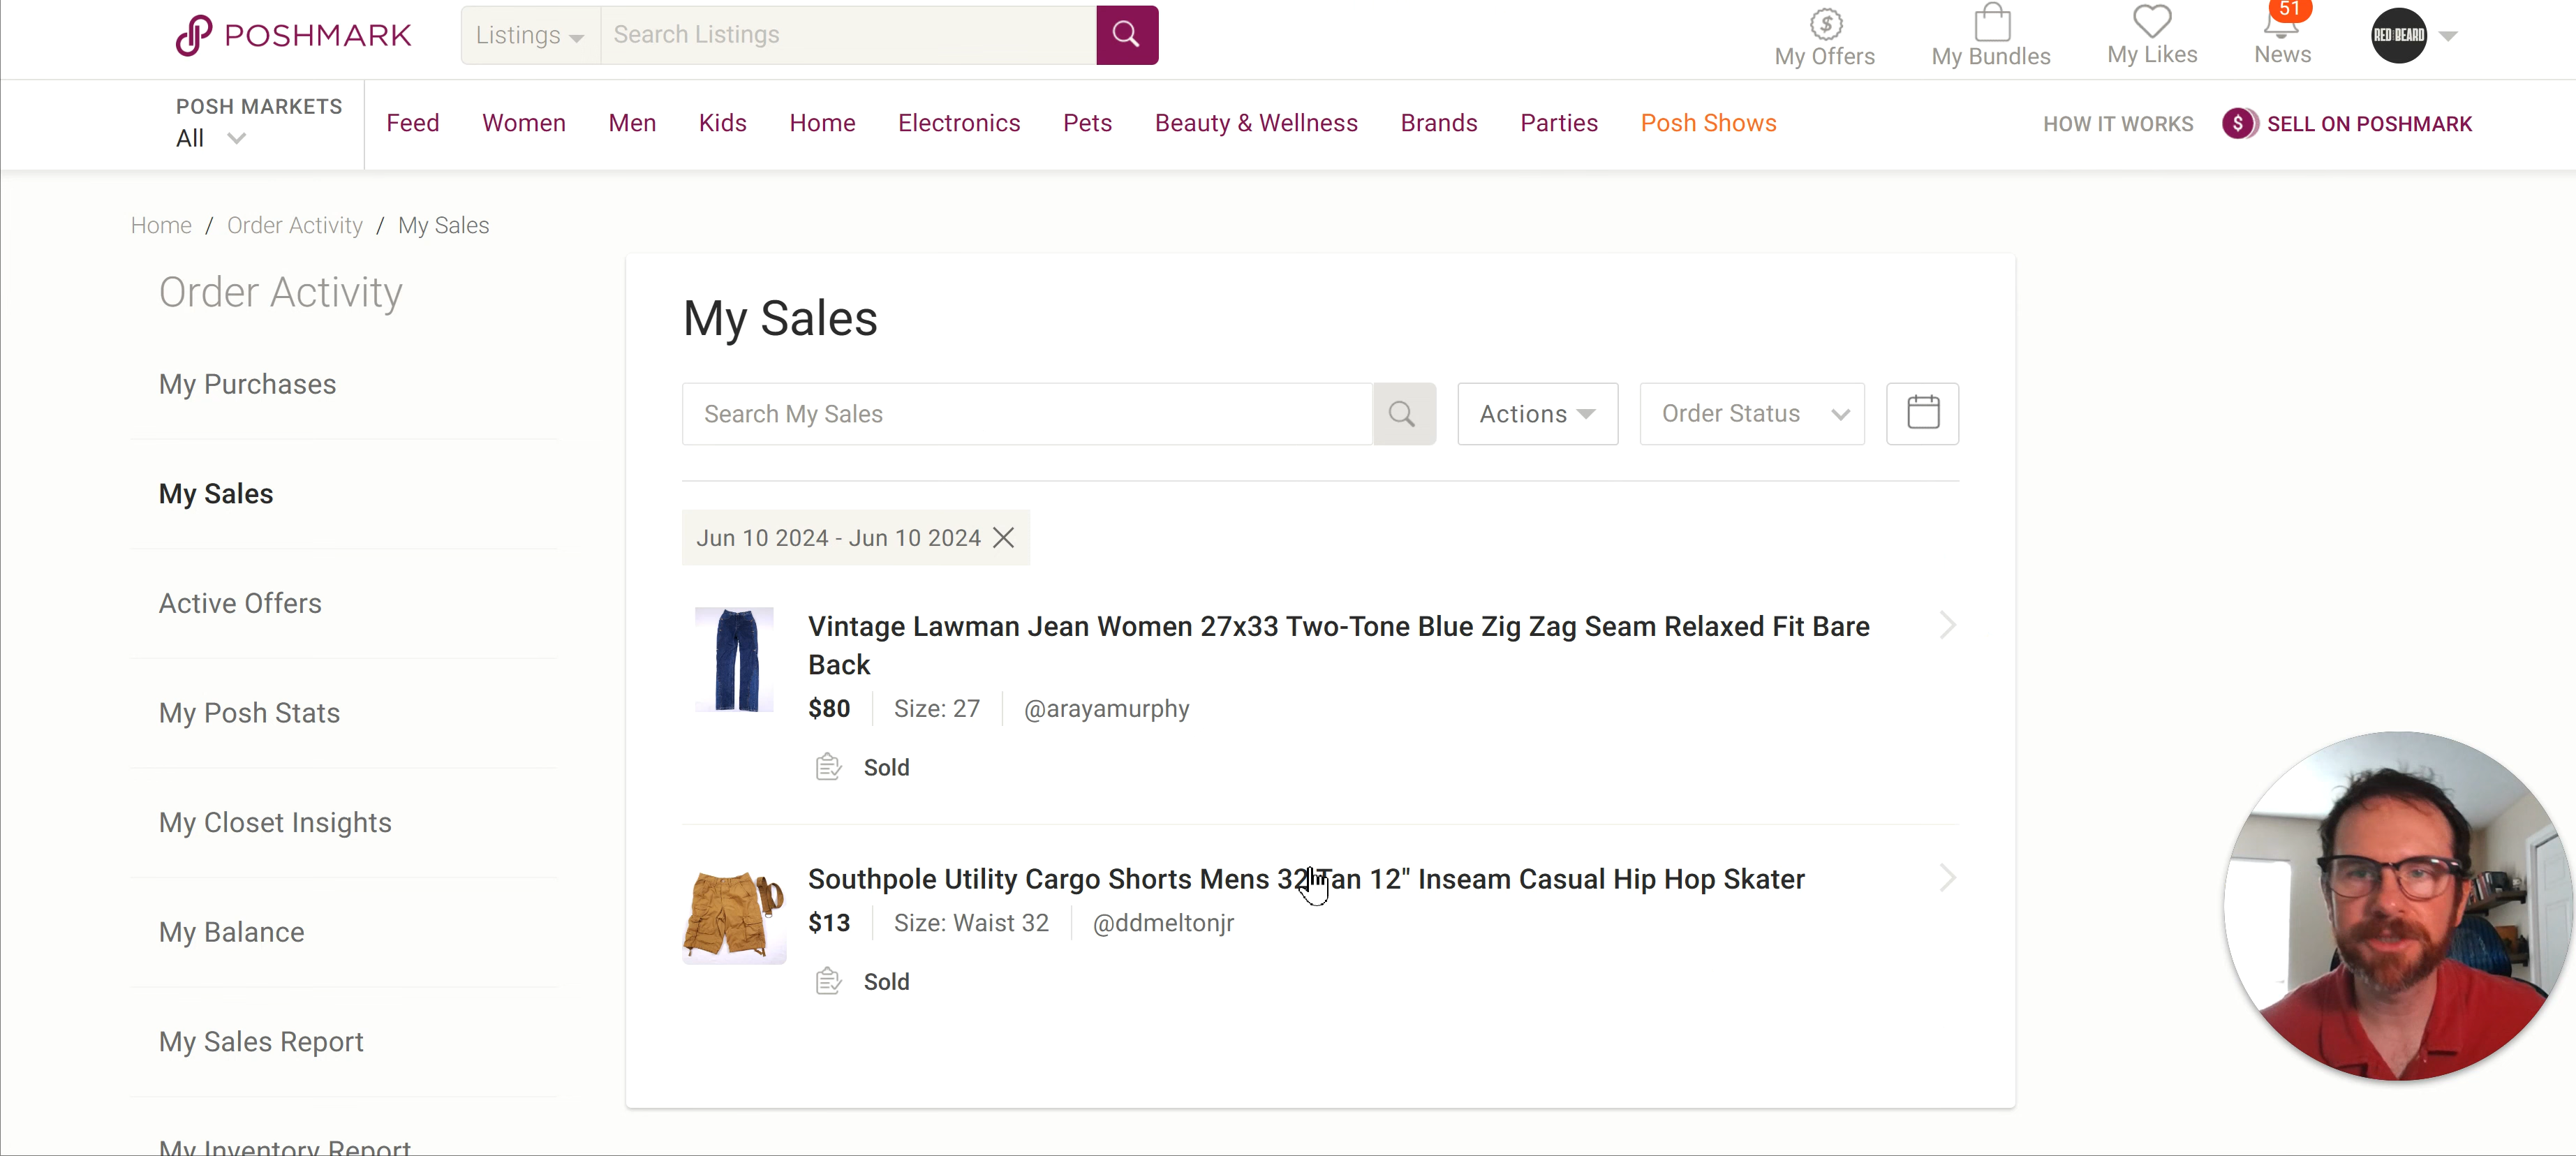 POSHMARK
Listings
Search Listings
My Offers
My Bundles
My Likes
51
News
RED BEARD
POSH MARKETS
All
Feed
Women
Men
Kids
Home
Electronics
Pets
Beauty & Wellness
Brands
Parties
Posh Shows
HOW IT WORKS
$ SELL ON POSHMARK
Home / Order Activity / My Sales
Order Activity
My Purchases
My Sales
Active Offers
My Posh Stats
My Closet Insights
My Balance
My Sales Report
My Inventory Report
My Sales
Search My Sales
Actions
Order Status
Jun 10 2024 - Jun 10 2024
Vintage Lawman Jean Women 27x33 Two-Tone Blue Zig Zag Seam Relaxed Fit Bare
Back
$80
Size: 27
@arayamurphy
Sold
Southpole Utility Cargo Shorts Mens 32 Tan 12" Inseam Casual Hip Hop Skater
$13
Size: Waist 32
@ddmeltonjr
Sold